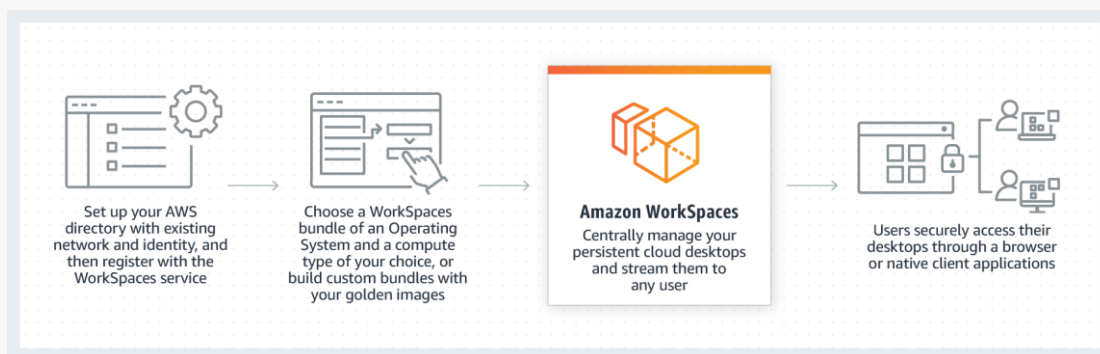 Set up your AWS
directory with existing
network and identity, and
then register with the
WorkSpaces service
Choose a WorkSpaces
bundle of an Operating
System and a compute
type of your choice, or
build custom bundles with
your golden images
Amazon WorkSpaces
Centrally manage your
persistent cloud desktops
and stream them to
any user
Users securely access their
desktops through a browser
or native client applications